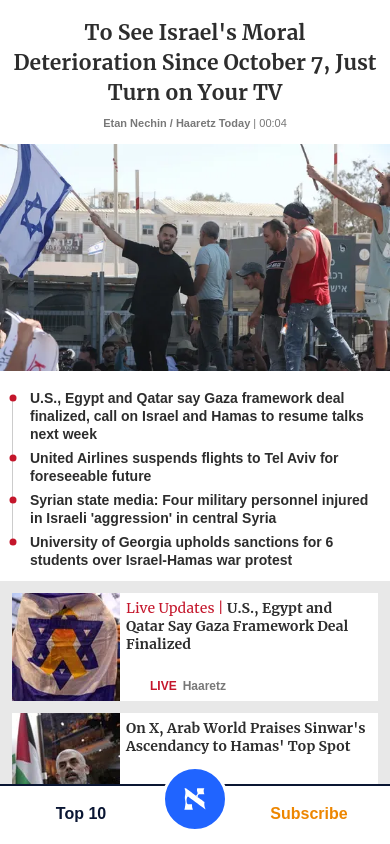 To See Israel's Moral
Deterioration Since October 7, Just
Turn on Your TV
Etan Nechin / Haaretz Today | 00:04
U.S., Egypt and Qatar say Gaza framework deal
finalized, call on Israel and Hamas to resume talks
next week
United Airlines suspends flights to Tel Aviv for
foreseeable future
Syrian state media: Four military personnel injured
in Israeli 'aggression' in central Syria
University of Georgia upholds sanctions for 6
students over Israel-Hamas war protest
Live Updates | U.S., Egypt and
Qatar Say Gaza Framework Deal
Finalized
LIVE Haaretz
On X, Arab World Praises Sinwar's
Ascendancy to Hamas' Top Spot
Top 10
Subscribe